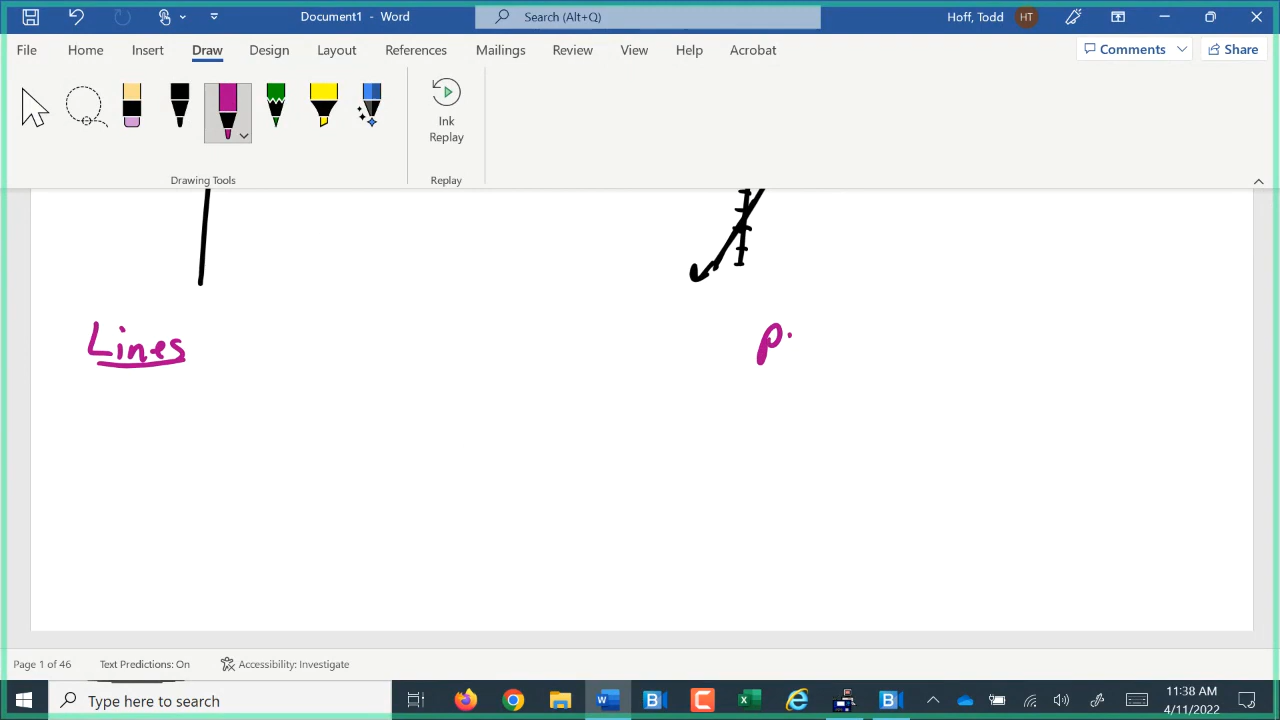 Document1 - Word
Search (Alt+Q)
Hoff, Todd
HT
File Home Insert Draw Design Layout References Mailings Review View Help Acrobat
Comments
Share
Ink
Replay
Drawing Tools
Replay
Lines
p.
Page 1 of 46
Text Predictions: On
Accessibility: Investigate
Type here to search
11:38 AM
4/11/2022